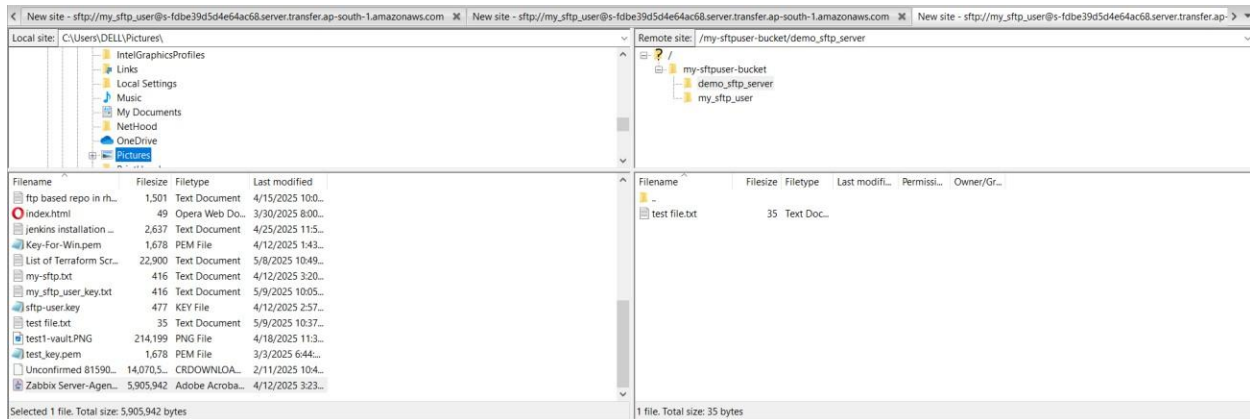 New site - sftp://my_sftp_user@s-fdbe39d5d4e64ac68.server.transfer.ap-south-1.amazonaws.com New site - sftp://my_sftp_user@s-fdbe39d5d4e64ac68.server.transfer.ap-south-1.amazonaws.com New site - sftp://my_sftp_user@s-fdbe39d5d4e64ac68.server.transfer.ap-
Local site: C:\Users\DELL\Pictures\
IntelGraphicsProfiles
Links
Local Settings
Music
My Documents
NetHood
OneDrive
Pictures
Remote site: /my-sftpuser-bucket/demo_sftp_server
/
my-sftpuser-bucket
demo_sftp_server
my_sftp_user
Filename Filesize Filetype Last modified
ftp based repo in rh... 1,501 Text Document 4/15/2025 10:0...
index.html 49 Opera Web Do... 3/30/2025 8:00...
jenkins installation ... 2,637 Text Document 4/25/2025 11:5...
Key-For-Win.pem 1,678 PEM File 4/12/2025 1:43...
List of Terraform Scr... 22,900 Text Document 5/8/2025 10:49...
my-sftp.txt 416 Text Document 4/12/2025 3:20...
my_sftp_user_key.txt 416 Text Document 5/9/2025 10:05...
sftp-user.key 477 KEY File 4/12/2025 2:57...
test file.txt 35 Text Document 5/9/2025 10:37...
test1-vault.PNG 214,199 PNG File 4/18/2025 11:3...
test_key.pem 1,678 PEM File 3/3/2025 6:44:...
Unconfirmed 81590... 14,070,5... CRDOWNLOA... 2/11/2025 10:4...
Zabbix Server-Agen... 5,905,942 Adobe Acroba... 4/12/2025 3:23...
Selected 1 file. Total size: 5,905,942 bytes
Filename Filesize Filetype Last modifi... Permissi... Owner/Gr...
..
test file.txt 35 Text Doc...
1 file. Total size: 35 bytes